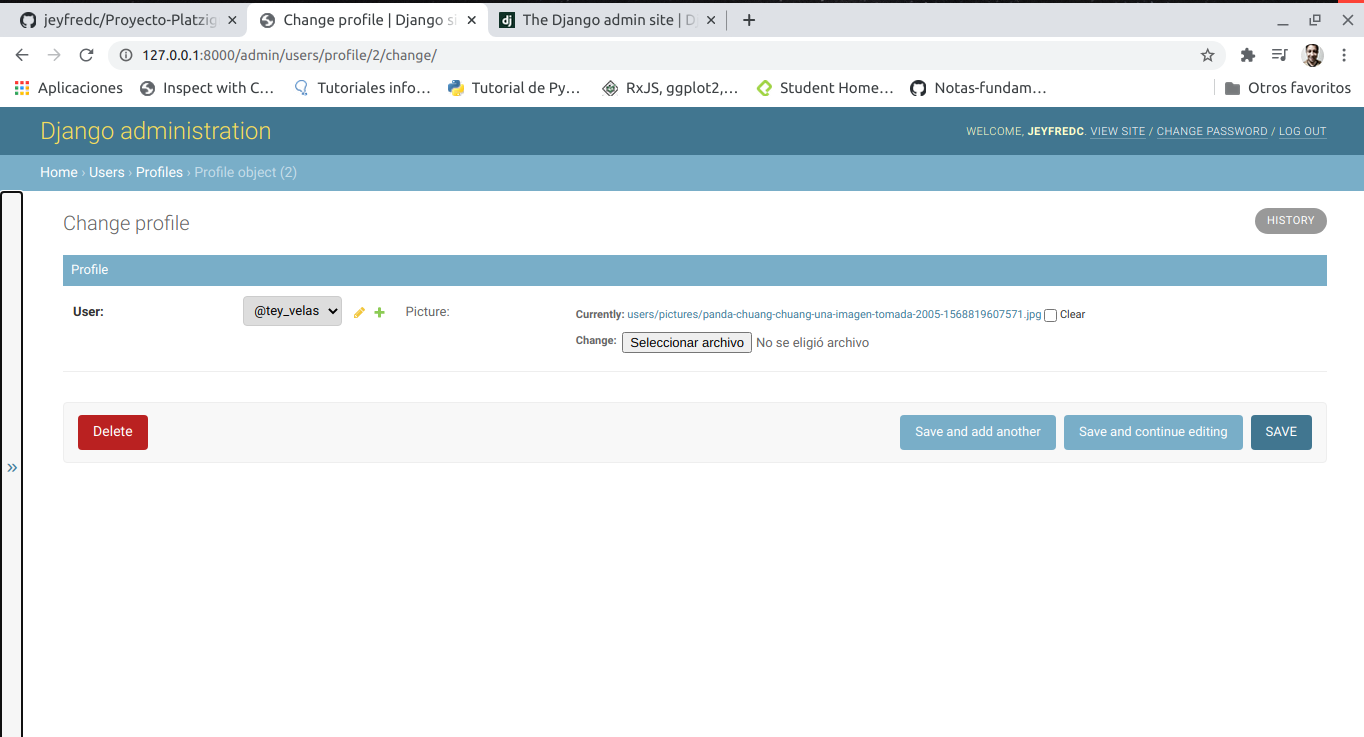 jeyfredc/Proyecto-Platzig
Change profile | Django si
The Django admin site | D
127.0.0.1:8000/admin/users/profile/2/change/
Aplicaciones Inspect with C... Tutoriales info... Tutorial de Py... RxJS, ggplot2,... Student Home... Notas-fundam... Otros favoritos
Django administration
WELCOME, JEYFREDC. VIEW SITE / CHANGE PASSWORD / LOG OUT
Home › Users › Profiles › Profile object (2)
Change profile
HISTORY
Profile
User: @tey_velas Picture: Currently: users/pictures/panda-chuang-chuang-una-imagen-tomada-2005-1568819607571.jpg Clear
Change: Seleccionar archivo No se eligió archivo
Delete Save and add another Save and continue editing SAVE
»